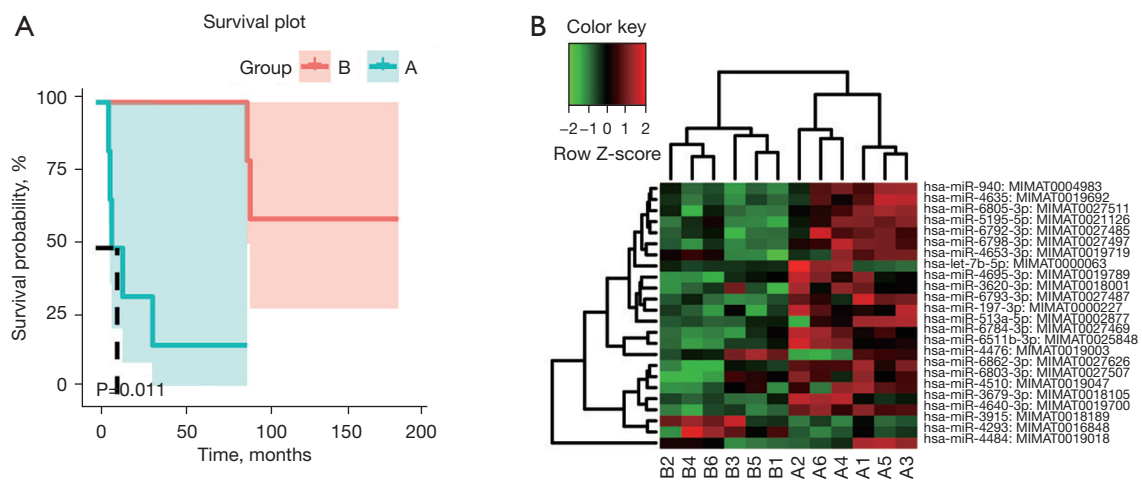 A
Survival plot
Group B A
Survival probability, %
100
75
50
25
0
P=0.011
0 50 100 150 200
Time, months
B
Color key
−2 −1 0 1 2
Row Z-score
hsa-miR-940: MIMAT0004983
hsa-miR-4635: MIMAT0019692
hsa-miR-6805-3p: MIMAT0027511
hsa-miR-5195-5p: MIMAT0021126
hsa-miR-6792-3p: MIMAT0027485
hsa-miR-6798-3p: MIMAT0027497
hsa-miR-4653-3p: MIMAT0019719
hsa-let-7b-5p: MIMAT0000063
hsa-miR-4695-3p: MIMAT0019789
hsa-miR-3620-3p: MIMAT0018001
hsa-miR-6793-3p: MIMAT0027487
hsa-miR-197-3p: MIMAT0000227
hsa-miR-513a-5p: MIMAT0002877
hsa-miR-6784-3p: MIMAT0027469
hsa-miR-6511b-3p: MIMAT0025848
hsa-miR-4476: MIMAT0019003
hsa-miR-6862-3p: MIMAT0027626
hsa-miR-6803-3p: MIMAT0027507
hsa-miR-4510: MIMAT0019047
hsa-miR-3679-3p: MIMAT0018105
hsa-miR-4640-3p: MIMAT0019700
hsa-miR-3915: MIMAT0018189
hsa-miR-4293: MIMAT0016848
hsa-miR-4484: MIMAT0019018
B2 B4 B6 B3 B5 B1 A2 A6 A4 A1 A5 A3